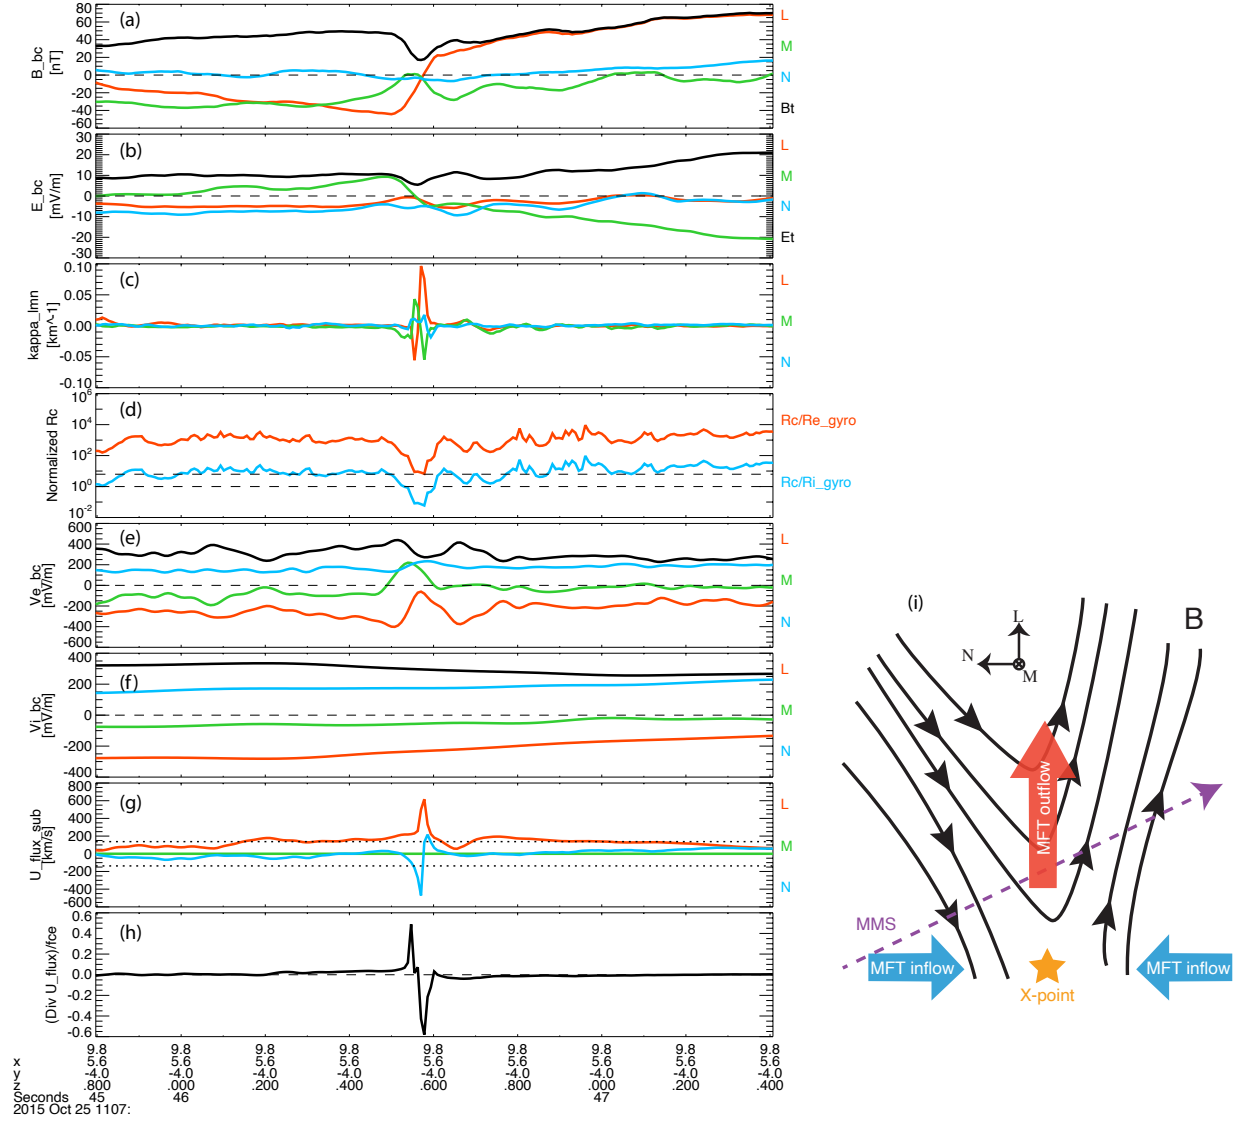 (a)
B_bc
[nT]
80
60
40
20
0
-20
-40
-60
L
M
N
Bt
(b)
E_bc
[mV/m]
30
20
10
0
-10
-20
-30
L
M
N
Et
(c)
kappa_lmn
[km^-1]
0.10
0.05
0.00
-0.05
-0.10
L
M
N
(d)
Normalized Rc
10^6
10^4
10^2
10^0
10^-2
Rc/Re_gyro
Rc/Ri_gyro
(e)
Ve_bc
[mV/m]
600
400
200
0
-200
-400
-600
L
M
N
(f)
Vi_bc
[mV/m]
400
200
0
-200
-400
L
M
N
(g)
U_flux_sub
[km/s]
800
600
400
200
0
-200
-400
-600
L
M
N
(h)
(Div U_flux)/fce
0.6
0.4
0.2
0.0
-0.2
-0.4
-0.6
x 9.8 9.8 9.8 9.8 9.8 9.8 9.8 9.8 9.8
y 5.6 5.6 5.6 5.6 5.6 5.6 5.6 5.6 5.6
z -4.0 -4.0 -4.0 -4.0 -4.0 -4.0 -4.0 -4.0 -4.0
.800 .000 .200 .400 .600 .800 .000 .200 .400
Seconds 45 46 47
2015 Oct 25 1107:
(i)
B
L
N
M
MFT outflow
MMS
MFT inflow
MFT inflow
X-point